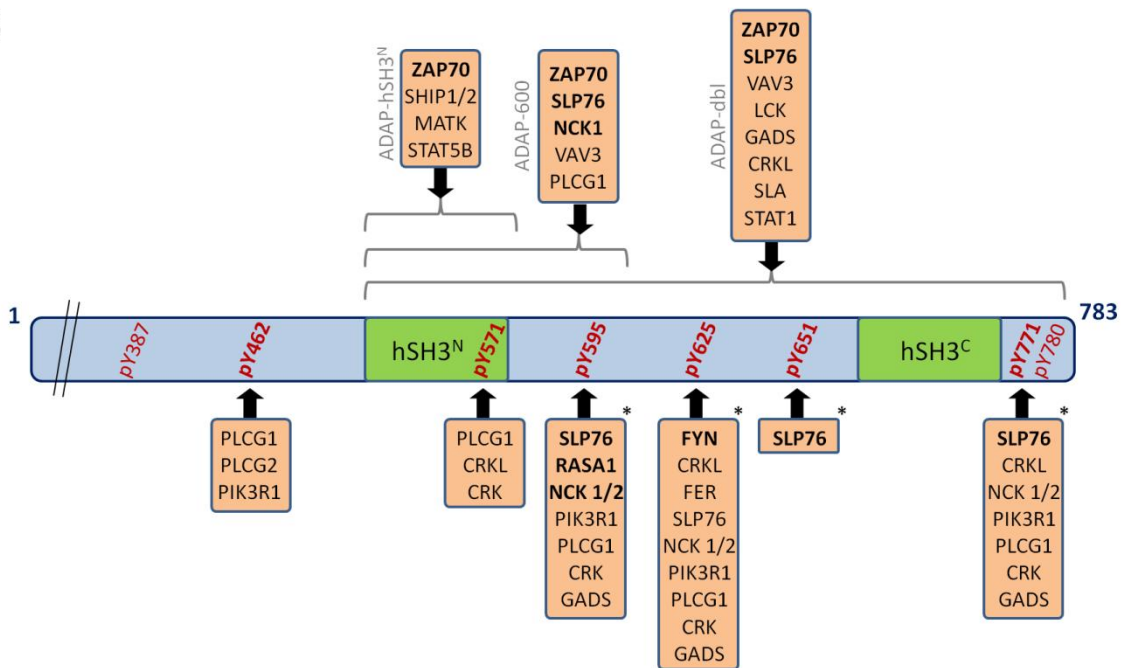 ADAP-hSH3N
ZAP70
SHIP1/2
MATK
STAT5B
ADAP-600
ZAP70
SLP76
NCK1
VAV3
PLCG1
ADAP-dbl
ZAP70
SLP76
VAV3
LCK
GADS
CRKL
SLA
STAT1
1
783
pY387
pY462
hSH3N
pY571
pY595
pY625
pY651
hSH3C
pY771
pY780
PLCG1
PLCG2
PIK3R1
PLCG1
CRKL
CRK
*
SLP76
RASA1
NCK 1/2
PIK3R1
PLCG1
CRK
GADS
*
FYN
CRKL
FER
SLP76
NCK 1/2
PIK3R1
PLCG1
CRK
GADS
*
SLP76
*
SLP76
CRKL
NCK 1/2
PIK3R1
PLCG1
CRK
GADS